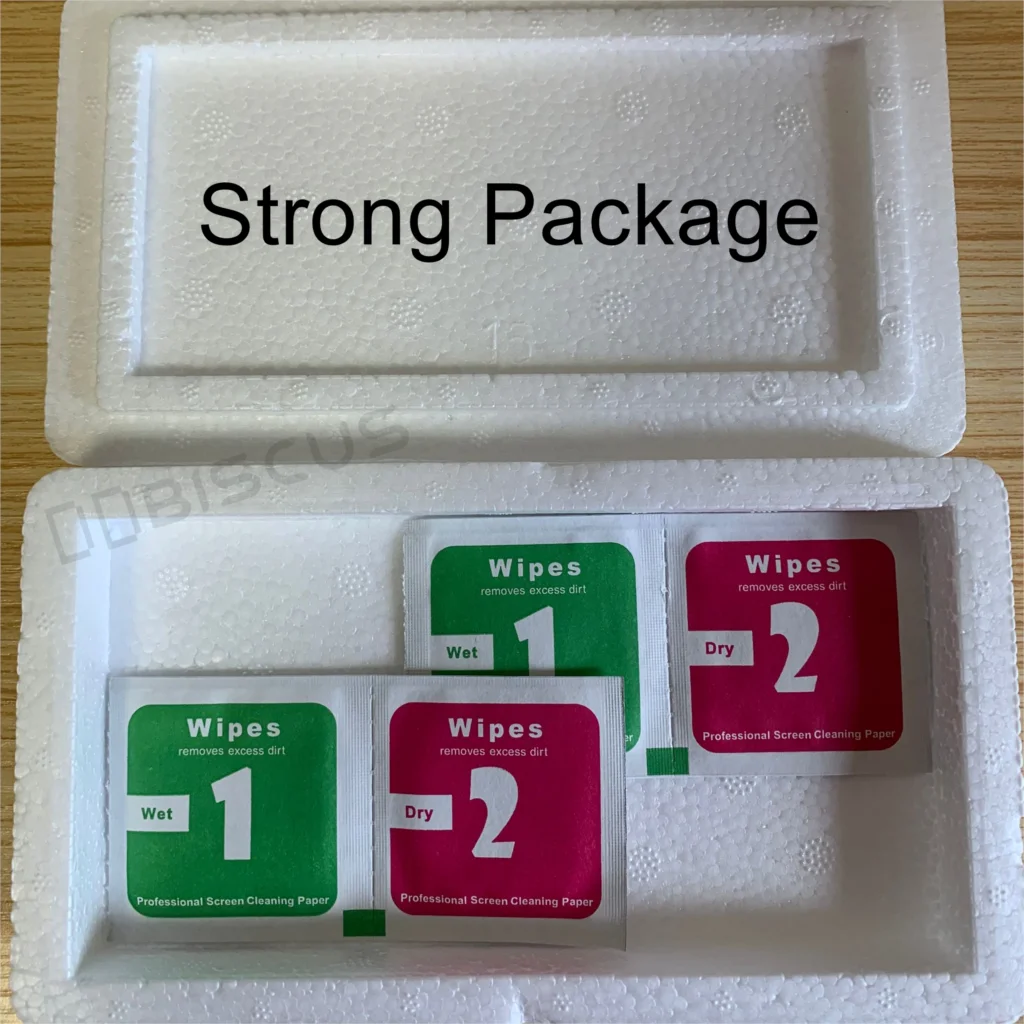 Strong Package
13
BISCUS
Wipes
removes excess dirt
Wet
1
Wipes
removes excess dirt
Dry
2
Professional Screen Cleaning Paper
Wipes
removes excess dirt
Wet
1
Professional Screen Cleaning Paper
Wipes
removes excess dirt
Dry
2
Professional Screen Cleaning Paper